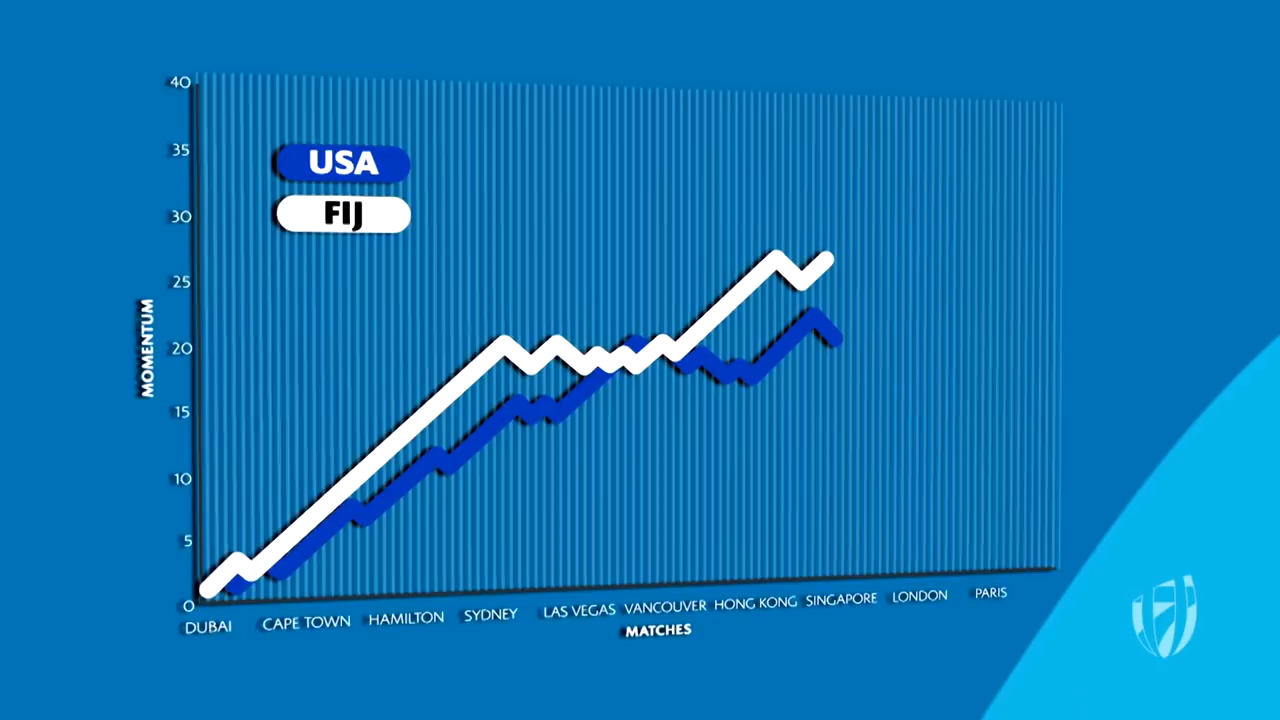 40
35
30
25
20
15
10
5
0
MOMENTUM
USA
FIJ
DUBAI CAPE TOWN HAMILTON SYDNEY LAS VEGAS VANCOUVER HONG KONG SINGAPORE LONDON PARIS
MATCHES